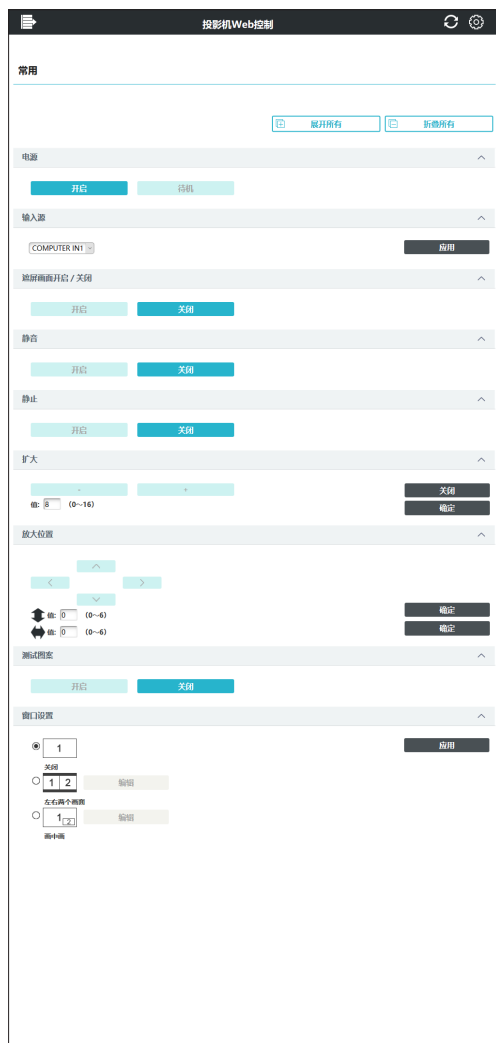 投影机Web控制
常用
展开所有 折叠所有
电源
开启 待机
输入源
COMPUTER IN1 应用
遮屏画面开启 / 关闭
开启 关闭
静音
开启 关闭
静止
开启 关闭
扩大
- + 关闭
值: 8 (0~16) 确定
放大位置
值: 0 (0~6) 确定
值: 0 (0~6) 确定
测试图案
开启 关闭
窗口设置
1 应用
关闭
1 2 编辑
左右两个画面
1 2 编辑
画中画